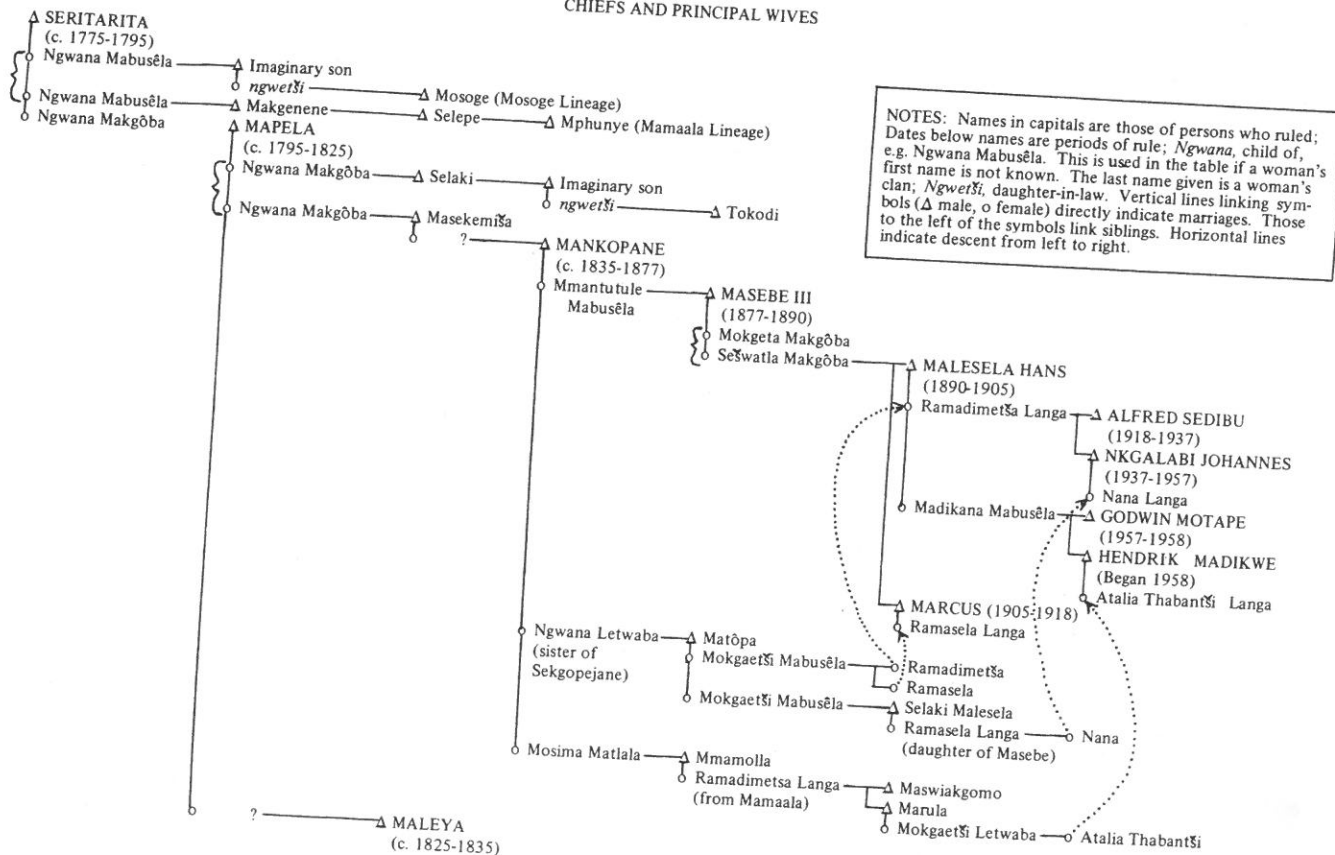 CHIEFS AND PRINCIPAL WIVES
SERITARITA
(c. 1775-1795)
Ngwana Mabusêla
Imaginary son
ngwetši
Mosoge (Mosoge Lineage)
Ngwana Mabusêla
Makgenene
Selepe
Mphunye (Mamaala Lineage)
Ngwana Makgôba
MAPELA
(c. 1795-1825)
Ngwana Makgôba
Selaki
Imaginary son
ngwetši
Tokodi
Ngwana Makgôba
Masekemiša
?
MANKOPANE
(c. 1835-1877)
Mmantutule
Mabusêla
MASEBE III
(1877-1890)
Mokgeta Makgôba
Sešwatla Makgôba
NOTES: Names in capitals are those of persons who ruled;
Dates below names are periods of rule; Ngwana, child of,
e.g. Ngwana Mabusêla. This is used in the table if a woman's
first name is not known. The last name given is a woman's
clan; Ngwetši, daughter-in-law. Vertical lines linking sym-
bols (Δ male, o female) directly indicate marriages. Those
to the left of the symbols link siblings. Horizontal lines
indicate descent from left to right.
MALESELA HANS
(1890-1905)
Ramadimetša Langa
ALFRED SEDIBU
(1918-1937)
NKGALABI JOHANNES
(1937-1957)
Nana Langa
Madikana Mabusêla
GODWIN MOTAPE
(1957-1958)
HENDRIK MADIKWE
(Began 1958)
Atalia Thabantši Langa
MARCUS (1905-1918)
Ramasela Langa
Ngwana Letwaba
(sister of
Sekgopejane)
Matôpa
Mokgaetši Mabusêla
Ramadimetša
Ramasela
Mokgaetši Mabusêla
Selaki Malesela
Ramasela Langa
(daughter of Masebe)
Nana
Mosima Matlala
Mmamolla
Ramadimetsa Langa
(from Mamaala)
Maswiakgomo
Marula
Mokgaetši Letwaba
Atalia Thabantši
?
MALEYA
(c. 1825-1835)